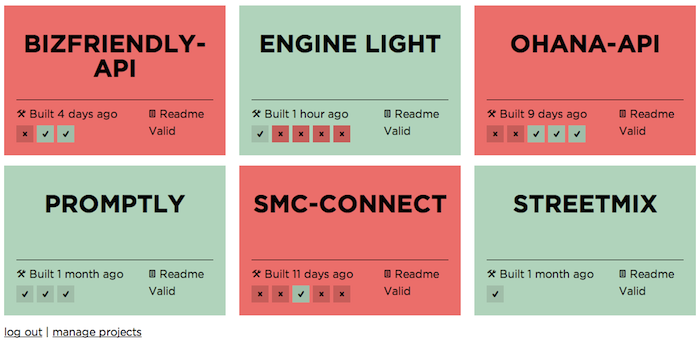 BIZFRIENDLY-
API
⚒ Built 4 days ago
Readme
Valid
✗ ✓ ✓
ENGINE LIGHT
⚒ Built 1 hour ago
Readme
Valid
✓ ✗ ✗ ✗ ✗
OHANA-API
⚒ Built 9 days ago
Readme
Valid
✗ ✗ ✓ ✓ ✓
PROMPTLY
⚒ Built 1 month ago
Readme
Valid
✓ ✓ ✓
SMC-CONNECT
⚒ Built 11 days ago
Readme
Valid
✗ ✗ ✓ ✗ ✗
STREETMIX
⚒ Built 1 month ago
Readme
Valid
✓
log out | manage projects